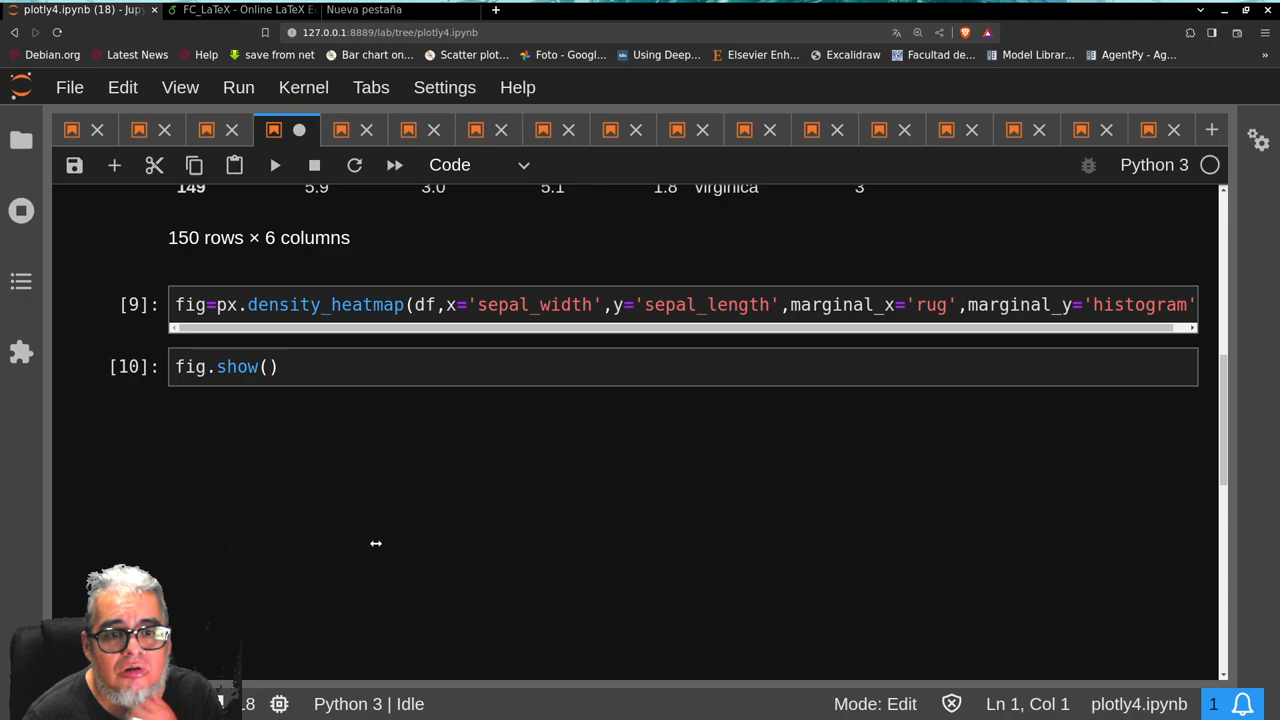 plotly4.ipynb (18) - Jupy
FC_LaTeX - Online LaTeX E
Nueva pestaña
127.0.0.1:8889/lab/tree/plotly4.ipynb
Debian.org
Latest News
Help
save from net
Bar chart on...
Scatter plot...
Foto - Googl...
Using Deep...
Elsevier Enh...
Excalidraw
Facultad de...
Model Librar...
AgentPy - Ag...
»
File Edit View Run Kernel Tabs Settings Help
Code
Python 3
149 5.9 3.0 5.1 1.8 virginica 3
150 rows × 6 columns
[9]: fig=px.density_heatmap(df,x='sepal_width',y='sepal_length',marginal_x='rug',marginal_y='histogram'
[10]: fig.show()
.8 Python 3 | Idle Mode: Edit Ln 1, Col 1 plotly4.ipynb 1